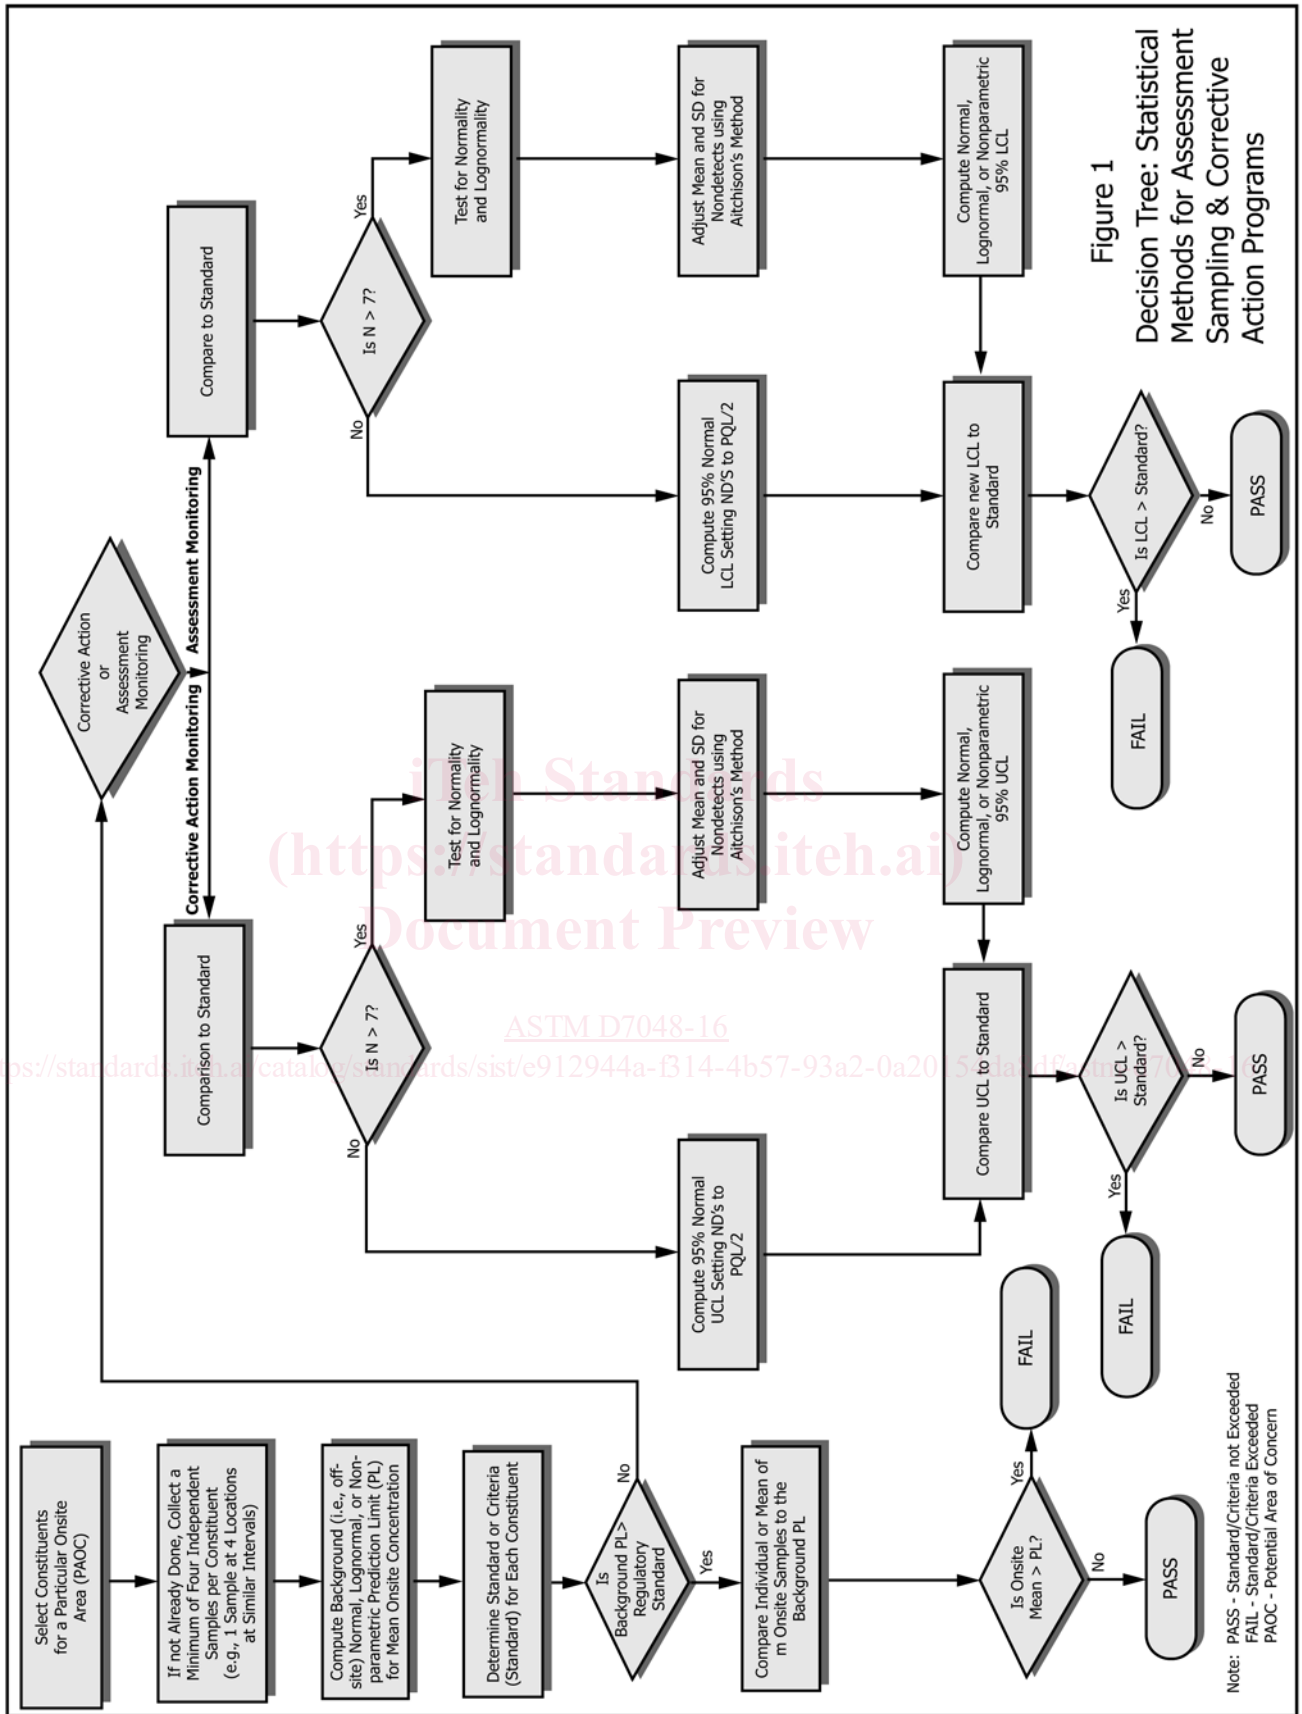 Select Constituents
for a Particular Onsite
Area (PAOC)
If not Already Done, Collect a
Minimum of Four Independent
Samples per Constituent
(e.g., 1 Sample at 4 Locations
at Similar Intervals)
Compute Background (i.e., off-
site) Normal, Lognormal, or Non-
parametric Prediction Limit (PL)
for Mean Onsite Concentration
Determine Standard or Criteria
(Standard) for Each Constituent
Is
Background PL>
Regulatory
Standard
No
Yes
Compare Individual or Mean of
m Onsite Samples to the
Background PL
Is Onsite
Mean > PL?
Yes
FAIL
No
PASS
Corrective Action
or
Assessment
Monitoring
Corrective Action Monitoring
Assessment Monitoring
Comparison to Standard
Is N > 7?
No
Yes
Test for Normality
and Lognormality
Adjust Mean and SD for
Nondetects using
Aitchison's Method
Compute Normal,
Lognormal, or Nonparametric
95% UCL
Compute 95% Normal
UCL Setting ND's to
PQL/2
Compare UCL to Standard
Is UCL >
Standard?
Yes
FAIL
No
PASS
Compare to Standard
Is N > 7?
No
Yes
Test for Normality
and Lognormality
Adjust Mean and SD for
Nondetects using
Aitchison's Method
Compute Normal,
Lognormal, or Nonparametric
95% LCL
Compute 95% Normal
LCL Setting ND'S to PQL/2
Compare new LCL to
Standard
Is LCL > Standard?
Yes
FAIL
No
PASS
Figure 1
Decision Tree: Statistical
Methods for Assessment
Sampling & Corrective
Action Programs
Note: PASS - Standard/Criteria not Exceeded
FAIL - Standard/Criteria Exceeded
PAOC - Potential Area of Concern
iTeh Standards
(https://standards.iteh.ai)
Document Preview
ASTM D7048-16